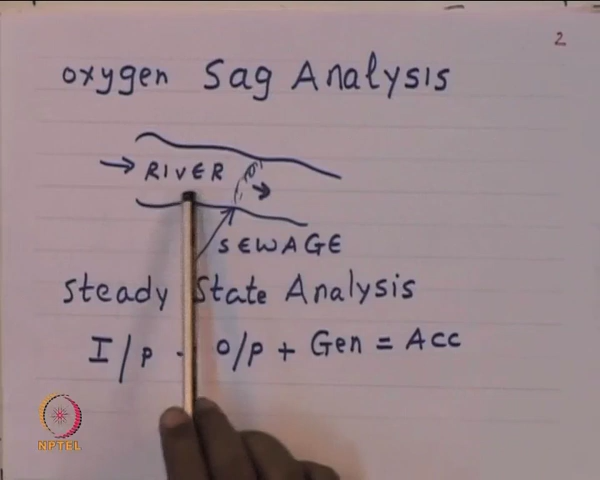 2
oxygen Sag Analysis
RIVER
SEWAGE
Steady State Analysis
I/p - O/p + Gen = Acc
NPTEL